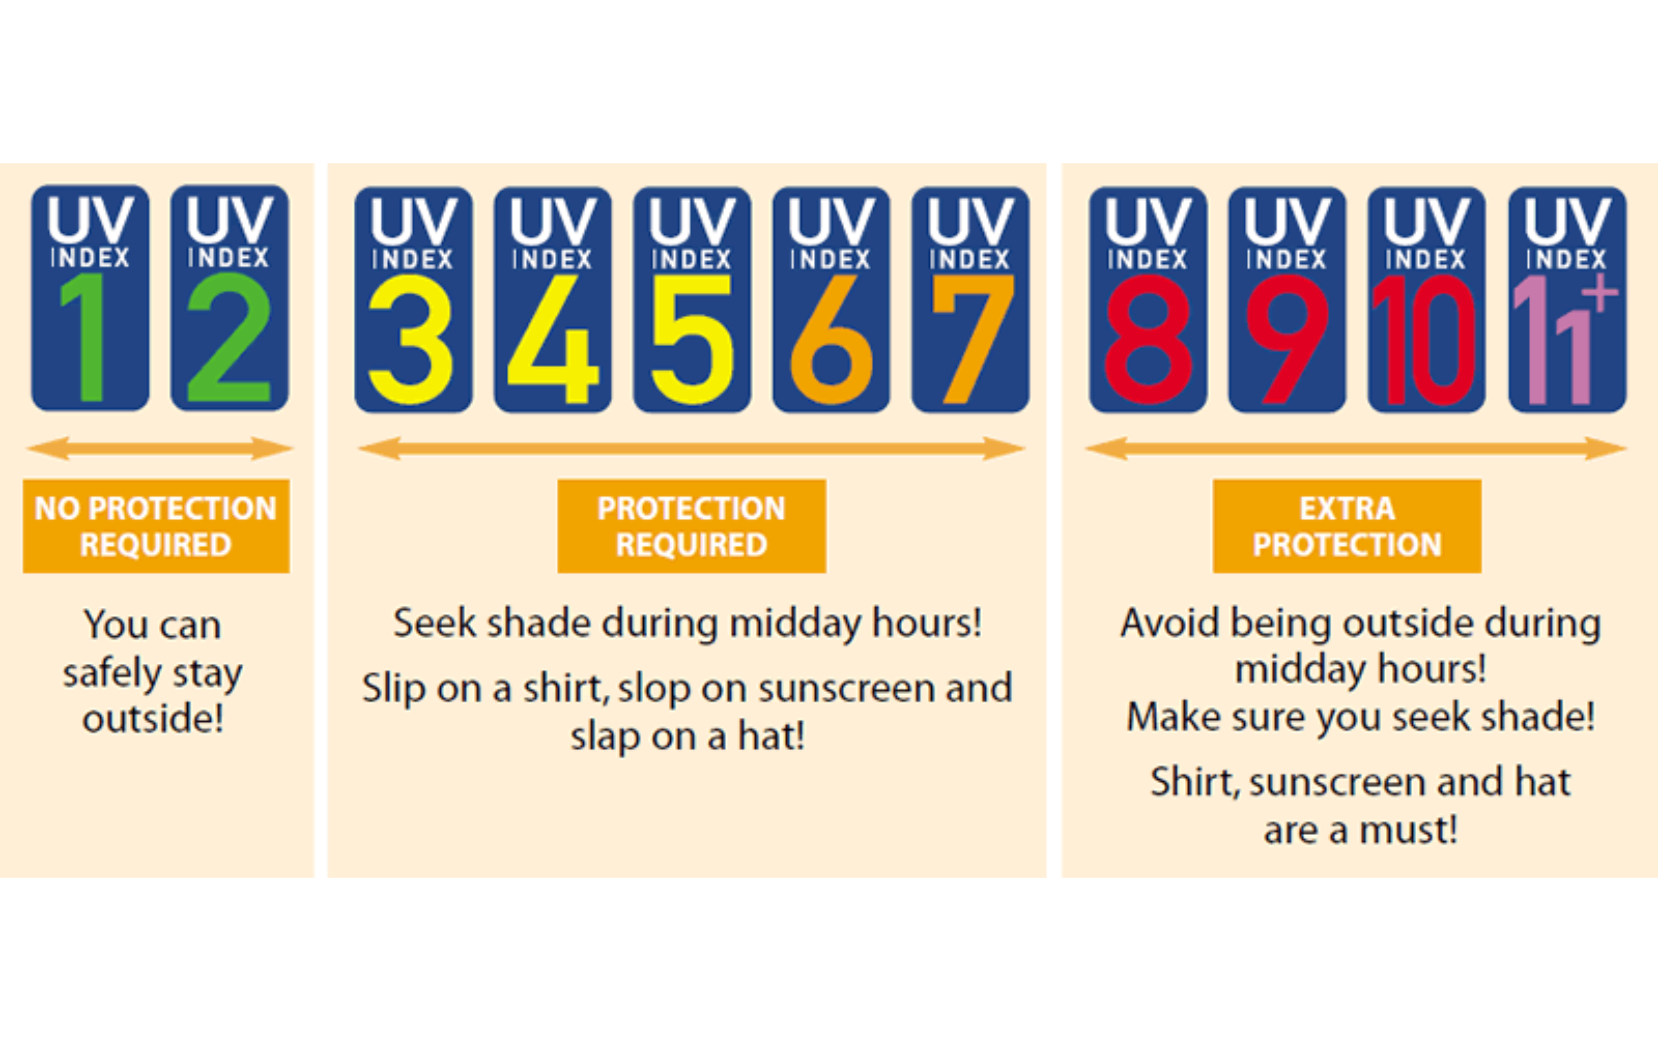 UV
INDEX
1
UV
INDEX
2
NO PROTECTION
REQUIRED
You can
safely stay
outside!
UV
INDEX
3
UV
INDEX
4
UV
INDEX
5
UV
INDEX
6
UV
INDEX
7
PROTECTION
REQUIRED
Seek shade during midday hours!
Slip on a shirt, slop on sunscreen and
slap on a hat!
UV
INDEX
8
UV
INDEX
9
UV
INDEX
10
UV
INDEX
11+
EXTRA
PROTECTION
Avoid being outside during
midday hours!
Make sure you seek shade!
Shirt, sunscreen and hat
are a must!